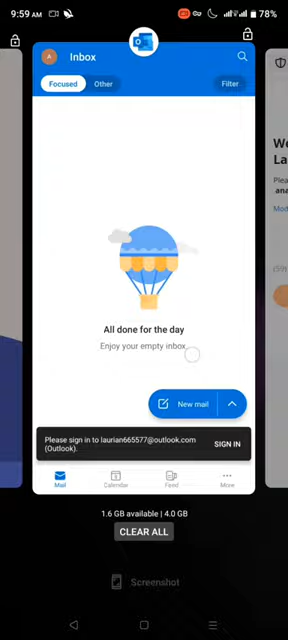 9:59 AM
78%
A
Inbox
Focused
Other
Filter
All done for the day
Enjoy your empty inbox.
New mail
Please sign in to laurian665577@outlook.com
(Outlook).
SIGN IN
Mail
Calendar
Feed
More
1.6 GB available | 4.0 GB
CLEAR ALL
Screenshot